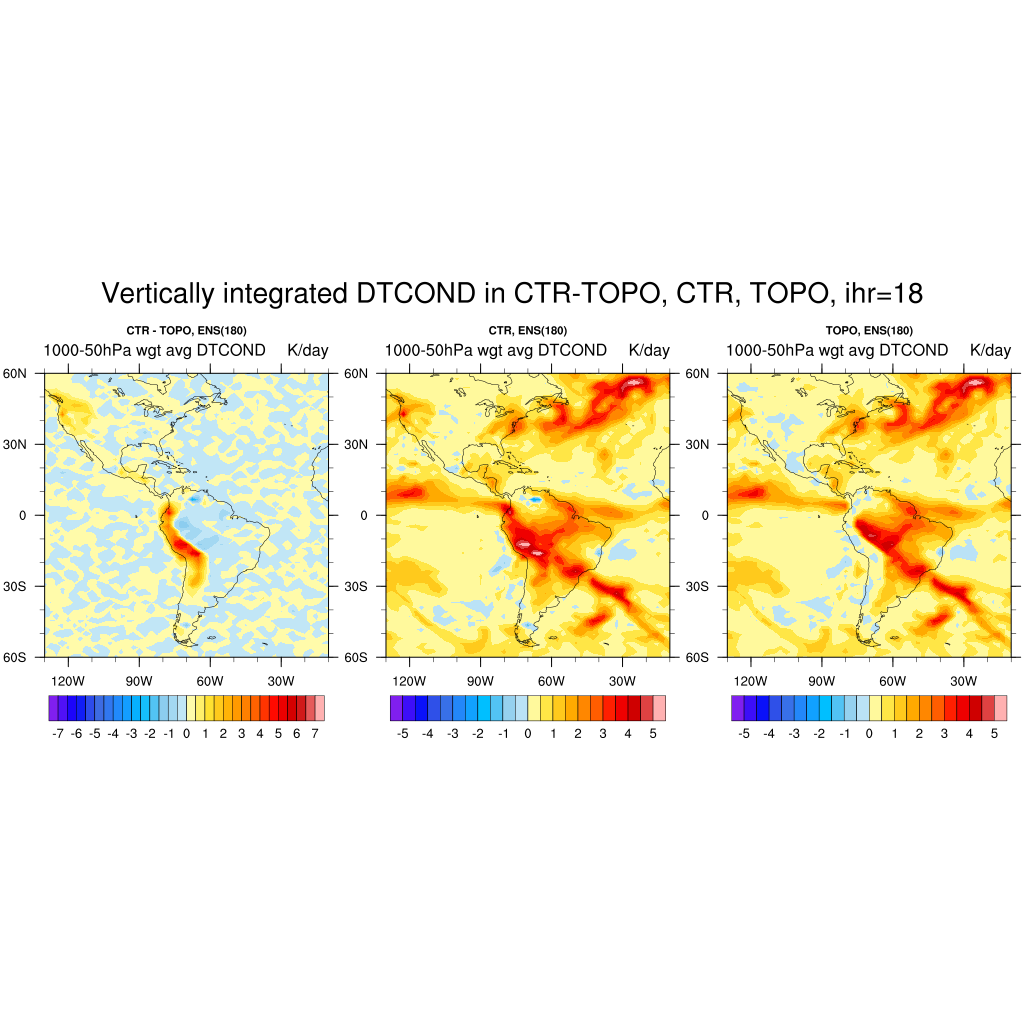 Vertically integrated DTCOND in CTR-TOPO, CTR, TOPO, ihr=18
CTR - TOPO, ENS(180)
1000-50hPa wgt avg DTCOND K/day
60N
30N
0
30S
60S
120W 90W 60W 30W
-7 -6 -5 -4 -3 -2 -1 0 1 2 3 4 5 6 7
CTR, ENS(180)
1000-50hPa wgt avg DTCOND K/day
60N
30N
0
30S
60S
120W 90W 60W 30W
-5 -4 -3 -2 -1 0 1 2 3 4 5
TOPO, ENS(180)
1000-50hPa wgt avg DTCOND K/day
60N
30N
0
30S
60S
120W 90W 60W 30W
-5 -4 -3 -2 -1 0 1 2 3 4 5